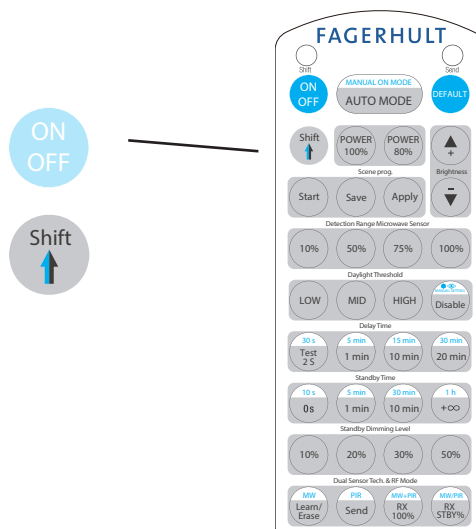 FAGERHULT
Shift
Send
ON
OFF
MANUAL ON MODE
AUTO MODE
DEFAULT
ON
OFF
Shift
Shift
POWER
100%
POWER
80%
+
Brightness
-
Scene prog.
Start
Save
Apply
Detection Range Microwave Sensor
10%
50%
75%
100%
Daylight Threshold
LOW
MID
HIGH
Disable
Delay Time
30 s
Test
2 S
5 min
1 min
15 min
10 min
30 min
20 min
Standby Time
10 s
0s
5 min
1 min
30 min
10 min
1 h
+∞
Standby Dimming Level
10%
20%
30%
50%
Dual Sensor Tech. & RF Mode
MW
Learn/
Erase
PIR
Send
MW+PIR
RX
100%
MW/PIR
RX
STBY%